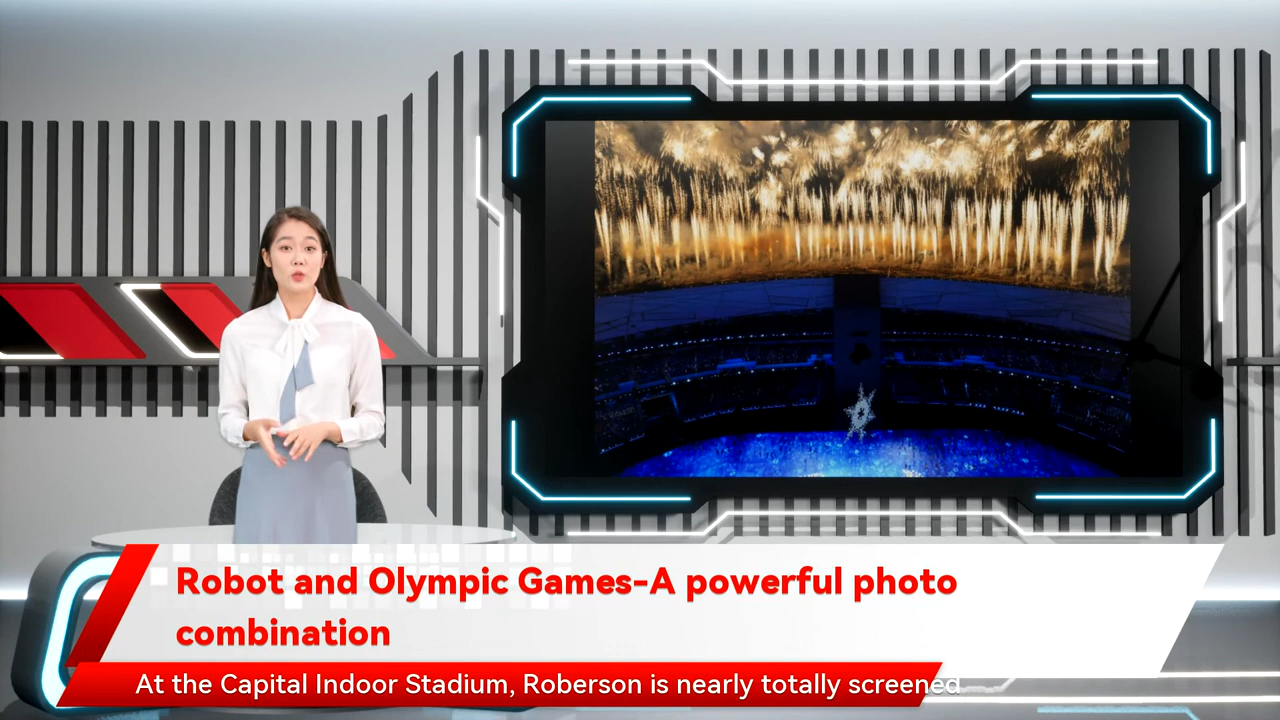 Robot and Olympic Games-A powerful photo
combination
At the Capital Indoor Stadium, Roberson is nearly totally screened